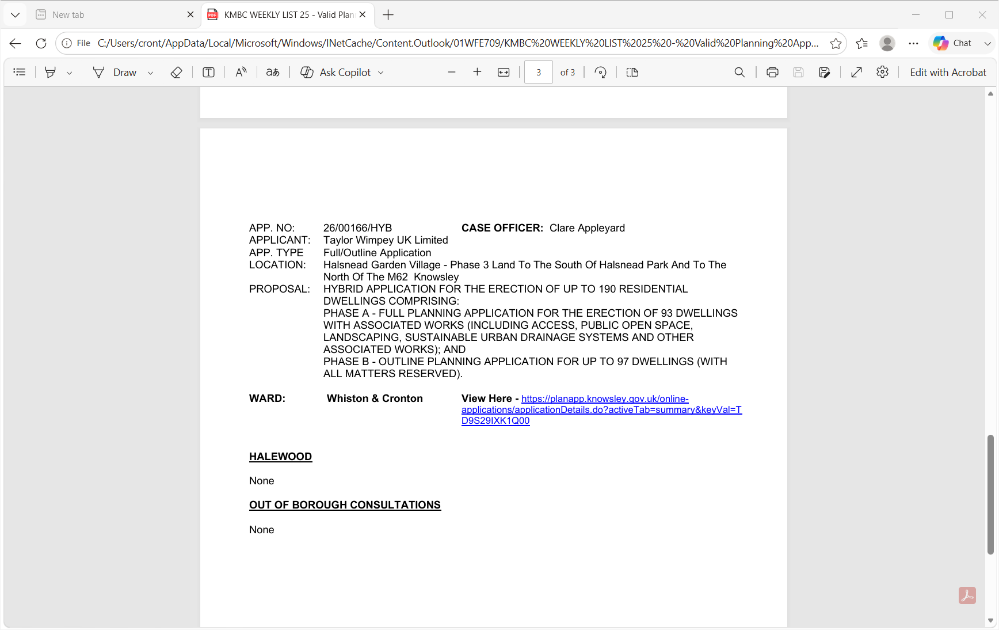 New tab
KMBC WEEKLY LIST 25 - Valid Plan
File C:/Users/cront/AppData/Local/Microsoft/Windows/INetCache/Content.Outlook/01WFE709/KMBC%20WEEKLY%20LIST%2025%20-%20Valid%20Planning%20App...
Chat
Draw
Ask Copilot
3 of 3
Edit with Acrobat
APP. NO: 26/00166/HYB CASE OFFICER: Clare Appleyard
APPLICANT: Taylor Wimpey UK Limited
APP. TYPE Full/Outline Application
LOCATION: Halsnead Garden Village - Phase 3 Land To The South Of Halsnead Park And To The
North Of The M62 Knowsley
PROPOSAL: HYBRID APPLICATION FOR THE ERECTION OF UP TO 190 RESIDENTIAL
DWELLINGS COMPRISING:
PHASE A - FULL PLANNING APPLICATION FOR THE ERECTION OF 93 DWELLINGS
WITH ASSOCIATED WORKS (INCLUDING ACCESS, PUBLIC OPEN SPACE,
LANDSCAPING, SUSTAINABLE URBAN DRAINAGE SYSTEMS AND OTHER
ASSOCIATED WORKS); AND
PHASE B - OUTLINE PLANNING APPLICATION FOR UP TO 97 DWELLINGS (WITH
ALL MATTERS RESERVED).
WARD: Whiston & Cronton View Here - https://planapp.knowsley.gov.uk/online-
applications/applicationDetails.do?activeTab=summary&keyVal=T
D9S29IXK1Q00
HALEWOOD
None
OUT OF BOROUGH CONSULTATIONS
None